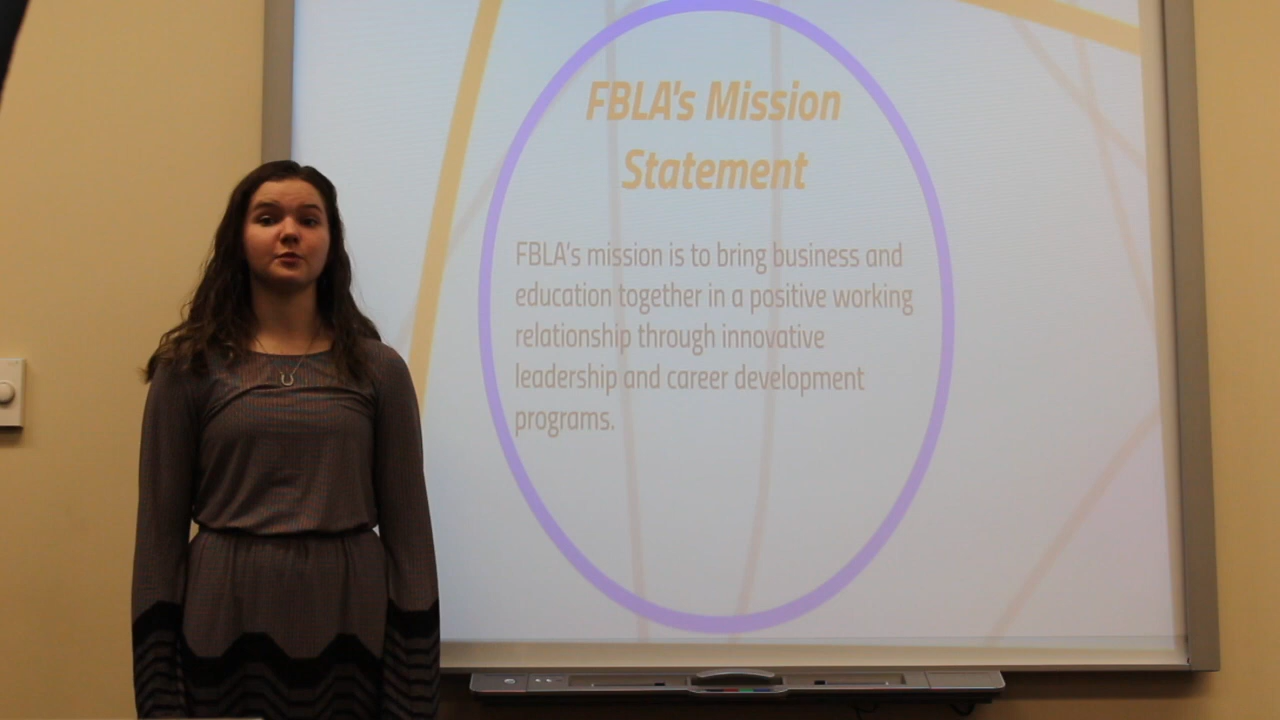 FBLA's Mission
Statement
FBLA's mission is to bring business and
education together in a positive working
relationship through innovative
leadership and career development
programs.